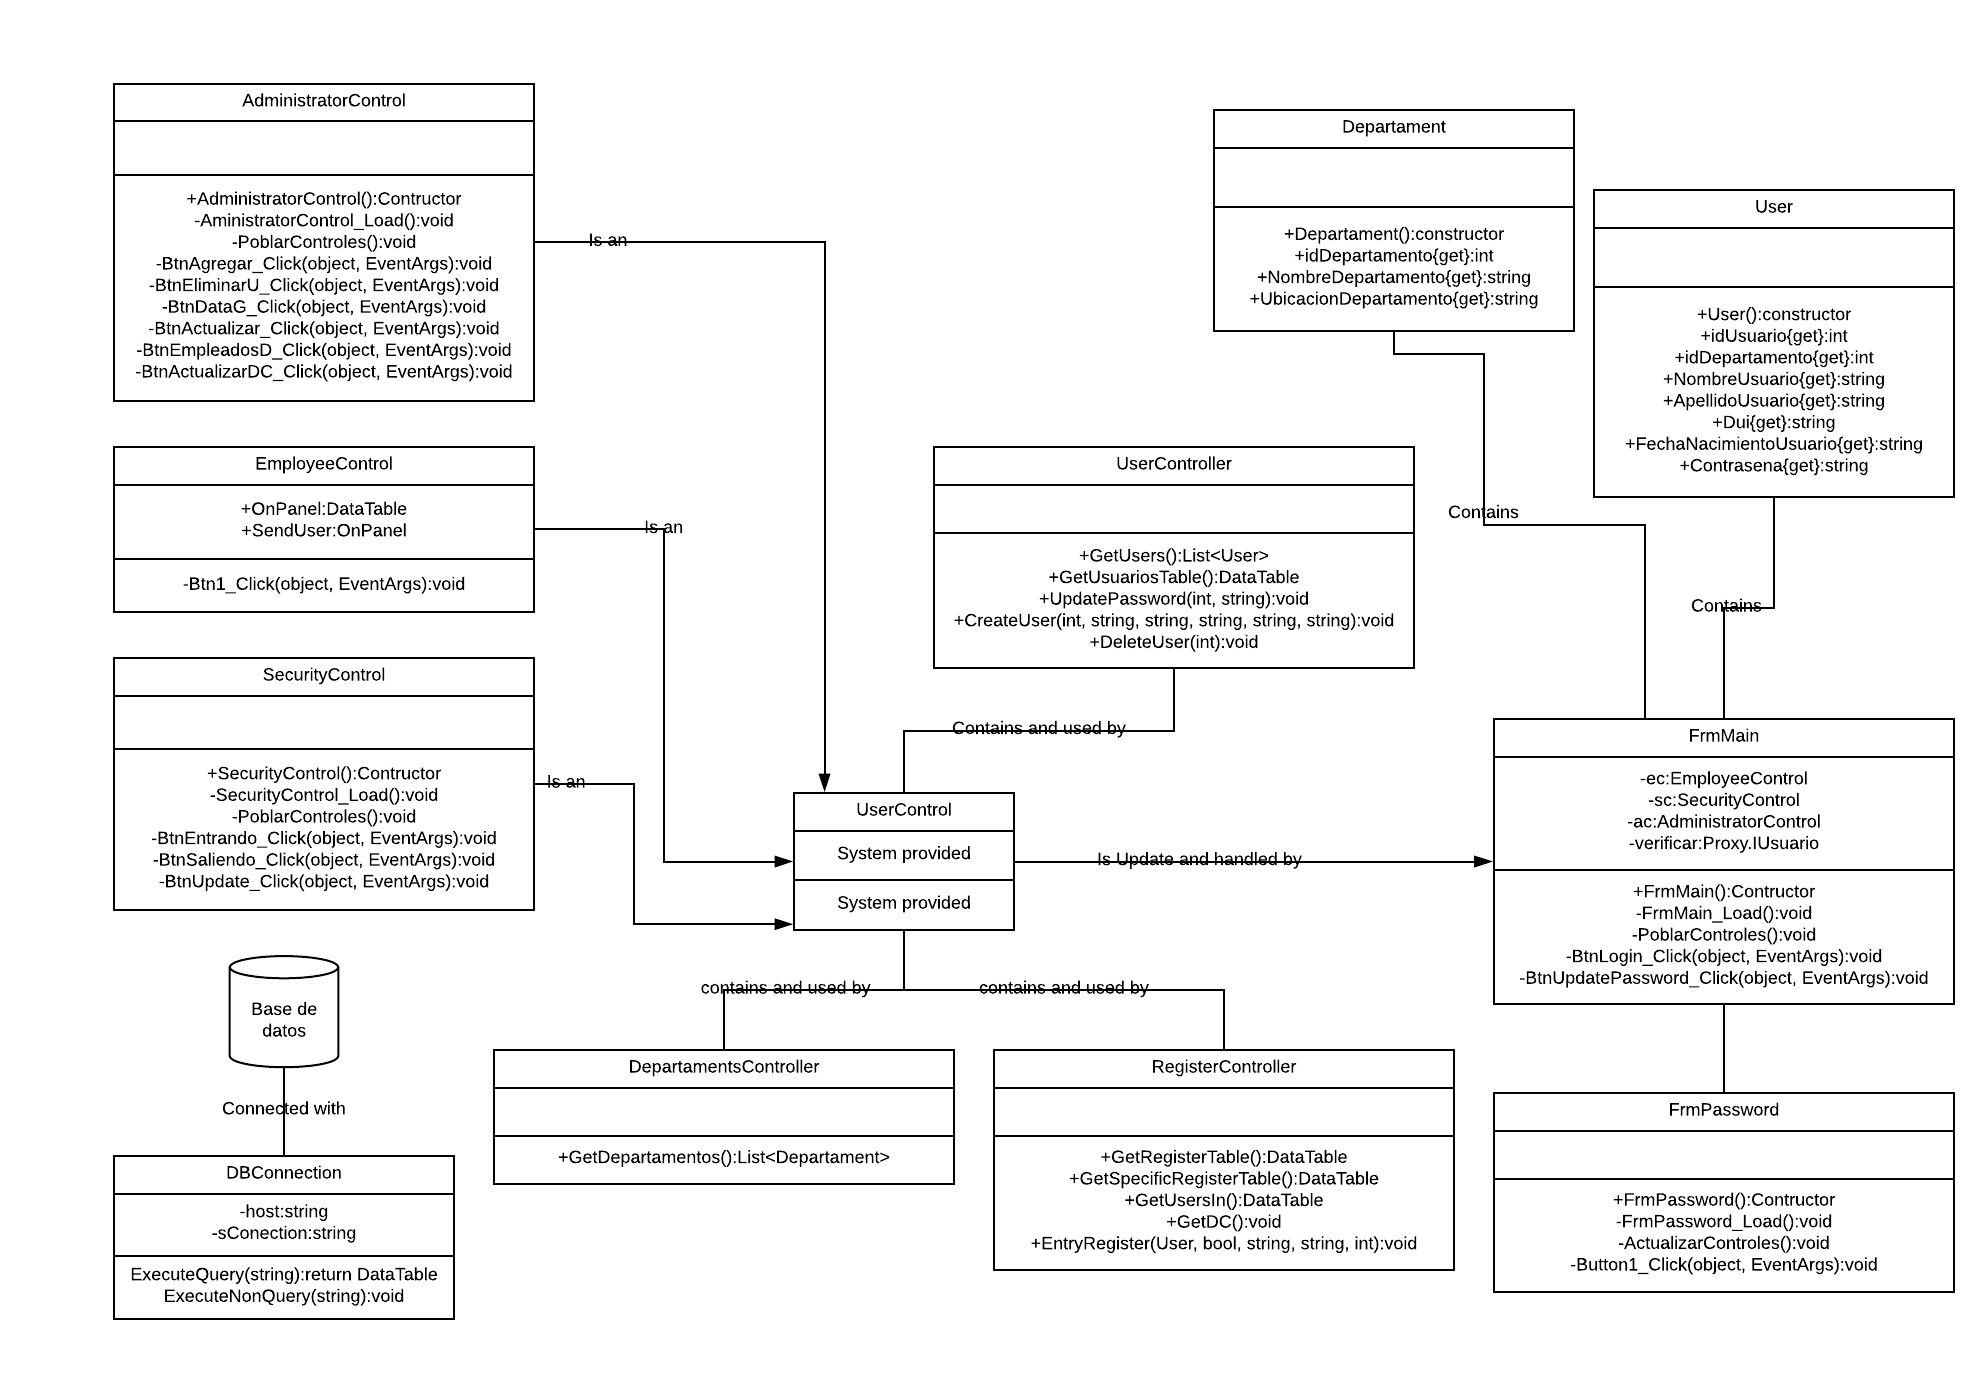 AdministratorControl
+AdministratorControl():Contructor
-AministratorControl_Load():void
-PoblarControles():void
-BtnAgregar_Click(object, EventArgs):void
-BtnEliminarU_Click(object, EventArgs):void
-BtnDataG_Click(object, EventArgs):void
-BtnActualizar_Click(object, EventArgs):void
-BtnEmpleadosD_Click(object, EventArgs):void
-BtnActualizarDC_Click(object, EventArgs):void
Is an
EmployeeControl
+OnPanel:DataTable
+SendUser:OnPanel
-Btn1_Click(object, EventArgs):void
Is an
SecurityControl
+SecurityControl():Contructor
-SecurityControl_Load():void
-PoblarControles():void
-BtnEntrando_Click(object, EventArgs):void
-BtnSaliendo_Click(object, EventArgs):void
-BtnUpdate_Click(object, EventArgs):void
Is an
Base de
datos
Connected with
DBConnection
-host:string
-sConection:string
ExecuteQuery(string):return DataTable
ExecuteNonQuery(string):void
Departament
+Departament():constructor
+idDepartamento{get}:int
+NombreDepartamento{get}:string
+UbicacionDepartamento{get}:string
Contains
User
+User():constructor
+idUsuario{get}:int
+idDepartamento{get}:int
+NombreUsuario{get}:string
+ApellidoUsuario{get}:string
+Dui{get}:string
+FechaNacimientoUsuario{get}:string
+Contrasena{get}:string
Contains
UserController
+GetUsers():List<User>
+GetUsuariosTable():DataTable
+UpdatePassword(int, string):void
+CreateUser(int, string, string, string, string, string):void
+DeleteUser(int):void
Contains and used by
UserControl
System provided
System provided
Is Update and handled by
contains and used by
contains and used by
DepartamentsController
+GetDepartamentos():List<Departament>
RegisterController
+GetRegisterTable():DataTable
+GetSpecificRegisterTable():DataTable
+GetUsersIn():DataTable
+GetDC():void
+EntryRegister(User, bool, string, string, int):void
FrmMain
-ec:EmployeeControl
-sc:SecurityControl
-ac:AdministratorControl
-verificar:Proxy.IUsuario
+FrmMain():Contructor
-FrmMain_Load():void
-PoblarControles():void
-BtnLogin_Click(object, EventArgs):void
-BtnUpdatePassword_Click(object, EventArgs):void
FrmPassword
+FrmPassword():Contructor
-FrmPassword_Load():void
-ActualizarControles():void
-Button1_Click(object, EventArgs):void